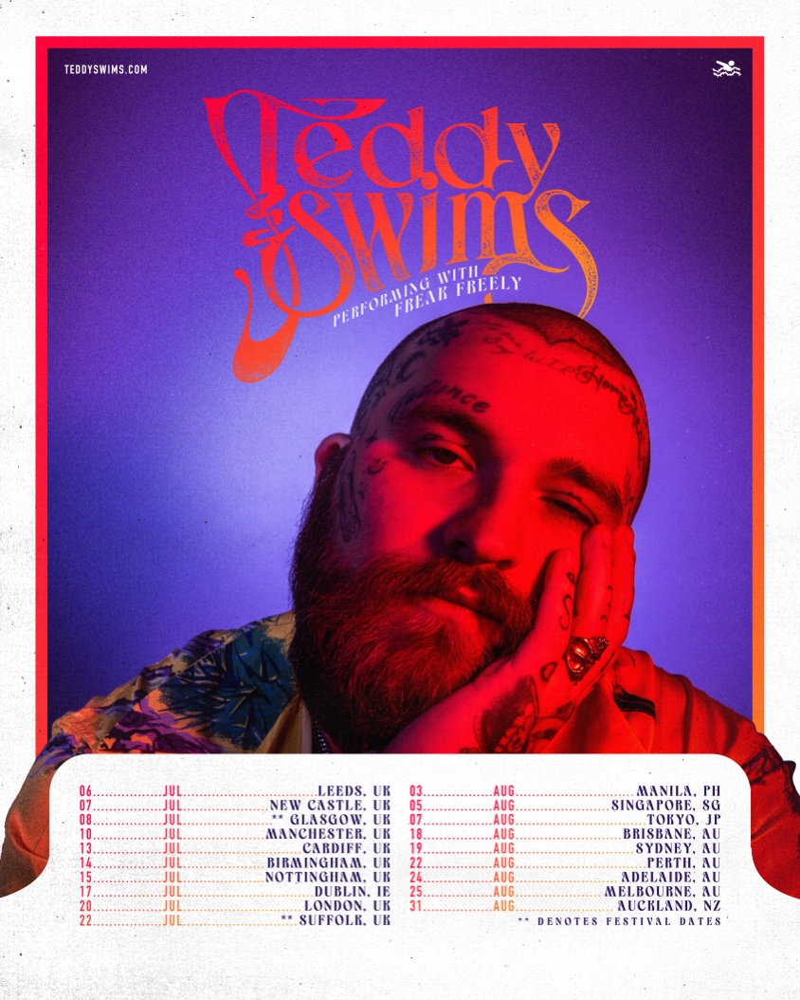 TEDDYSWIMS.COM
Teddy
Swims
PERFORMING WITH
FREAK FREELY
06 JUL LEEDS, UK
07 JUL NEW CASTLE, UK
08 JUL ** GLASGOW, UK
10 JUL MANCHESTER, UK
13 JUL CARDIFF, UK
14 JUL BIRMINGHAM, UK
15 JUL NOTTINGHAM, UK
17 JUL DUBLIN, IE
20 JUL LONDON, UK
22 JUL ** SUFFOLK, UK
03 AUG MANILA, PH
05 AUG SINGAPORE, SG
07 AUG TOKYO, JP
18 AUG BRISBANE, AU
19 AUG SYDNEY, AU
22 AUG PERTH, AU
24 AUG ADELAIDE, AU
25 AUG MELBOURNE, AU
31 AUG AUCKLAND, NZ
** DENOTES FESTIVAL DATES